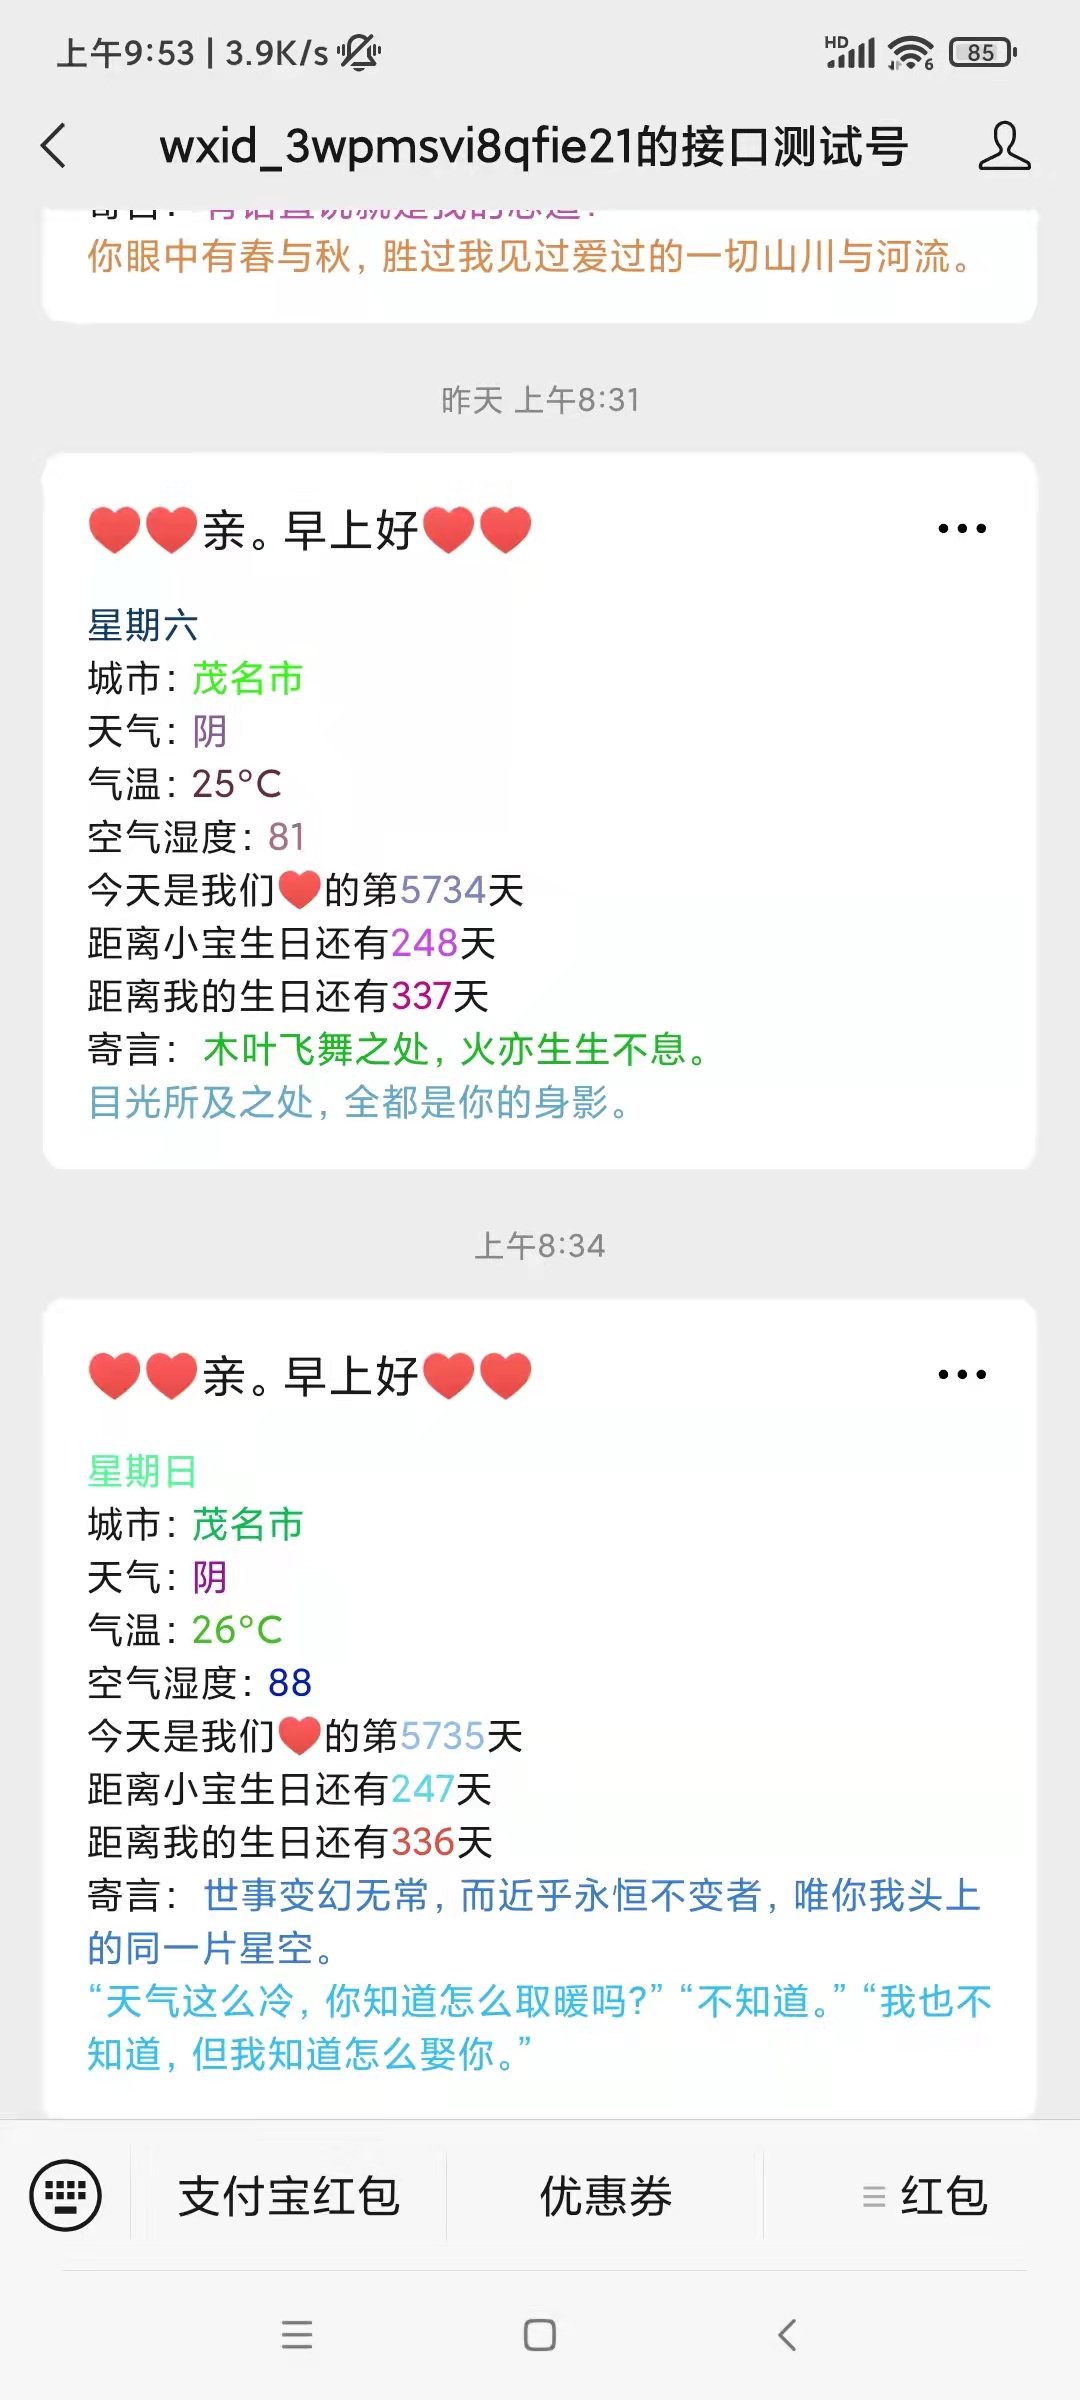 上午9:53 | 3.9K/s
HD
6
85
wxid_3wpmsvi8qfie21的接口测试号
你眼中有春与秋，胜过我见过爱过的一切山川与河流。
昨天 上午8:31
❤❤亲。早上好❤❤
星期六
城市：茂名市
天气：阴
气温：25°C
空气湿度：81
今天是我们❤的第5734天
距离小宝生日还有248天
距离我的生日还有337天
寄言： 木叶飞舞之处，火亦生生不息。
目光所及之处，全都是你的身影。
上午8:34
❤❤亲。早上好❤❤
星期日
城市：茂名市
天气：阴
气温：26°C
空气湿度：88
今天是我们❤的第5735天
距离小宝生日还有247天
距离我的生日还有336天
寄言： 世事变幻无常，而近乎永恒不变者，唯你我头上
的同一片星空。
“天气这么冷，你知道怎么取暖吗?”“不知道。”“我也不
知道，但我知道怎么娶你。”
支付宝红包
优惠券
红包